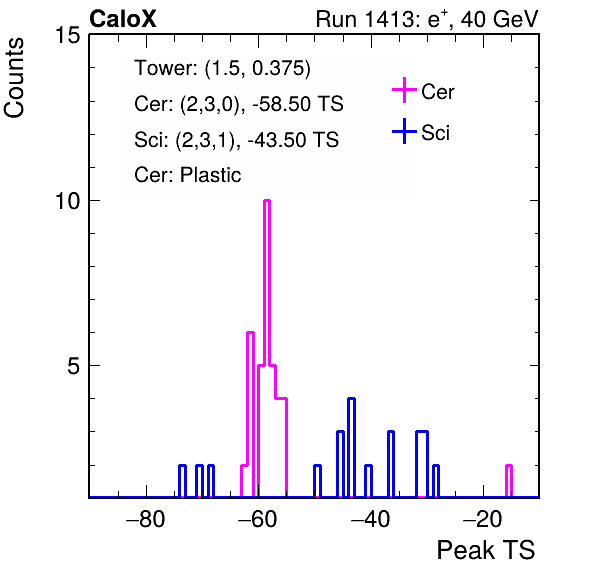 CaloX Run 1413: e⁺, 40 GeV
Counts
15
Tower: (1.5, 0.375)
Cer: (2,3,0), -58.50 TS
Sci: (2,3,1), -43.50 TS
Cer: Plastic
Cer
Sci
10
5
−80 −60 −40 −20
Peak TS